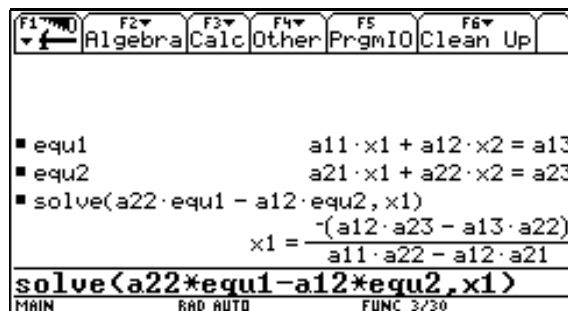 F1 F2 F3 F4 F5 F6
Algebra Calc Other PrgmIO Clean Up
▪ equ1 a11·x1 + a12·x2 = a13
▪ equ2 a21·x1 + a22·x2 = a23
▪ solve(a22·equ1 - a12·equ2, x1)
-(a12·a23 - a13·a22)
x1 =
a11·a22 - a12·a21
solve(a22*equ1-a12*equ2,x1)
MAIN RAD AUTO FUNC 3/30